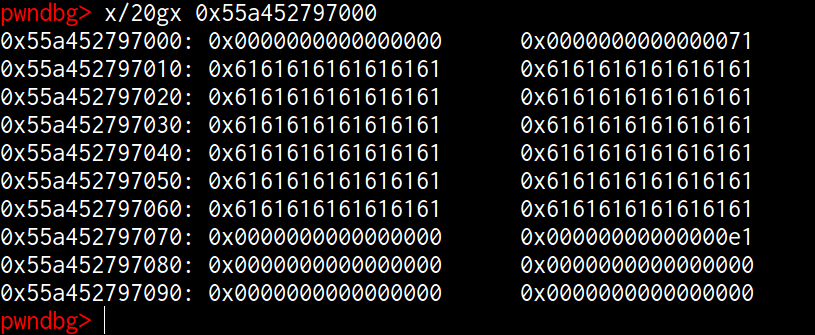 pwndbg> x/20gx 0x55a452797000
0x55a452797000: 0x0000000000000000 0x0000000000000071
0x55a452797010: 0x6161616161616161 0x6161616161616161
0x55a452797020: 0x6161616161616161 0x6161616161616161
0x55a452797030: 0x6161616161616161 0x6161616161616161
0x55a452797040: 0x6161616161616161 0x6161616161616161
0x55a452797050: 0x6161616161616161 0x6161616161616161
0x55a452797060: 0x6161616161616161 0x6161616161616161
0x55a452797070: 0x0000000000000000 0x00000000000000e1
0x55a452797080: 0x0000000000000000 0x0000000000000000
0x55a452797090: 0x0000000000000000 0x0000000000000000
pwndbg>